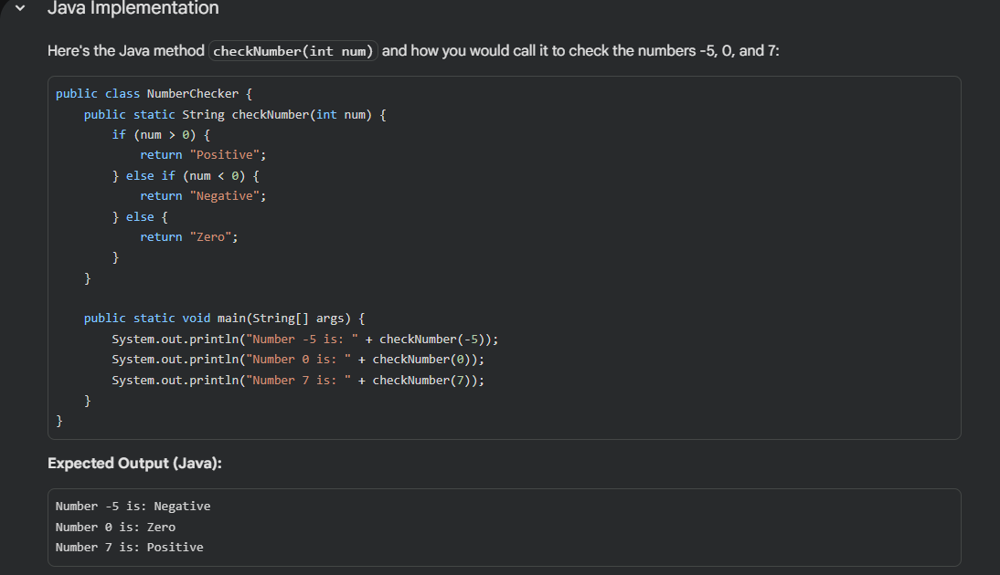 Java Implementation
Here's the Java method checkNumber(int num) and how you would call it to check the numbers -5, 0, and 7:
public class NumberChecker {
    public static String checkNumber(int num) {
        if (num > 0) {
            return "Positive";
        } else if (num < 0) {
            return "Negative";
        } else {
            return "Zero";
        }
    }

    public static void main(String[] args) {
        System.out.println("Number -5 is: " + checkNumber(-5));
        System.out.println("Number 0 is: " + checkNumber(0));
        System.out.println("Number 7 is: " + checkNumber(7));
    }
}
Expected Output (Java):
Number -5 is: Negative
Number 0 is: Zero
Number 7 is: Positive